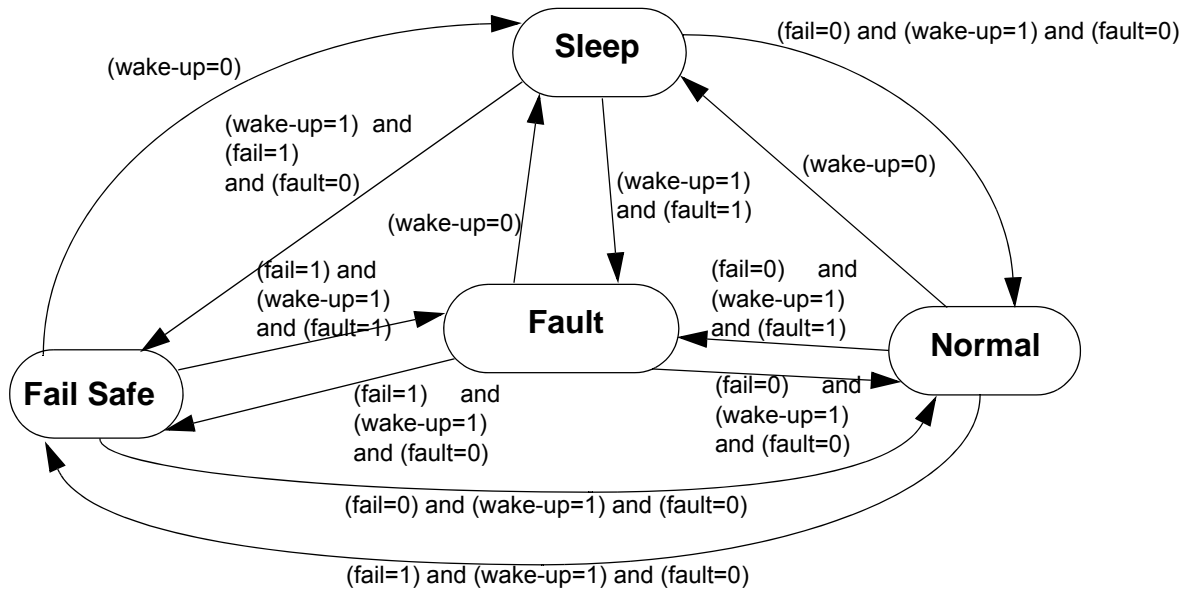 Sleep
(fail=0) and (wake-up=1) and (fault=0)
(wake-up=0)
(wake-up=1) and
(fail=1)
and (fault=0)
(wake-up=0)
(wake-up=1)
and (fault=1)
(wake-up=0)
(fail=1) and
(wake-up=1)
and (fault=1)
(fail=0) and
(wake-up=1)
and (fault=1)
Fault
Normal
Fail Safe
(fail=1) and
(wake-up=1)
and (fault=0)
(fail=0) and
(wake-up=1)
and (fault=0)
(fail=0) and (wake-up=1) and (fault=0)
(fail=1) and (wake-up=1) and (fault=0)